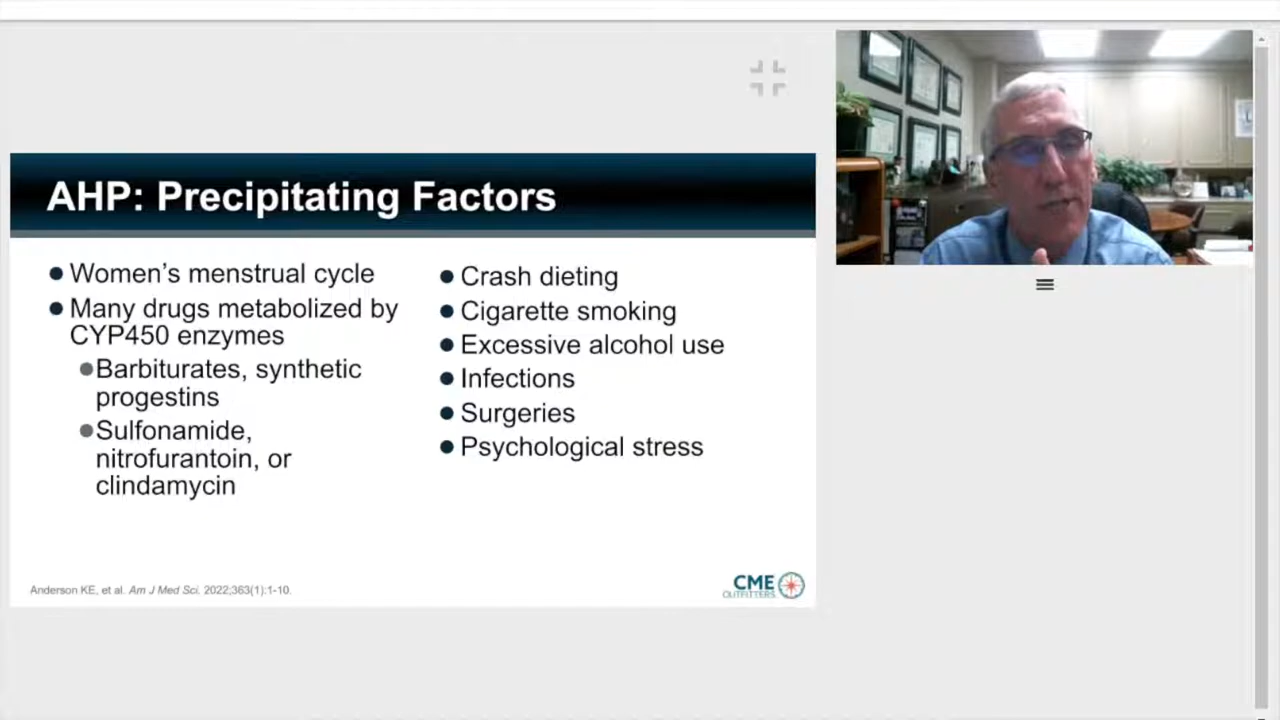 AHP: Precipitating Factors
Women's menstrual cycle
Many drugs metabolized by
CYP450 enzymes
Barbiturates, synthetic
progestins
Sulfonamide,
nitrofurantoin, or
clindamycin
Crash dieting
Cigarette smoking
Excessive alcohol use
Infections
Surgeries
Psychological stress
Anderson KE, et al. Am J Med Sci. 2022;363(1):1-10.
CME
OUTFITTERS